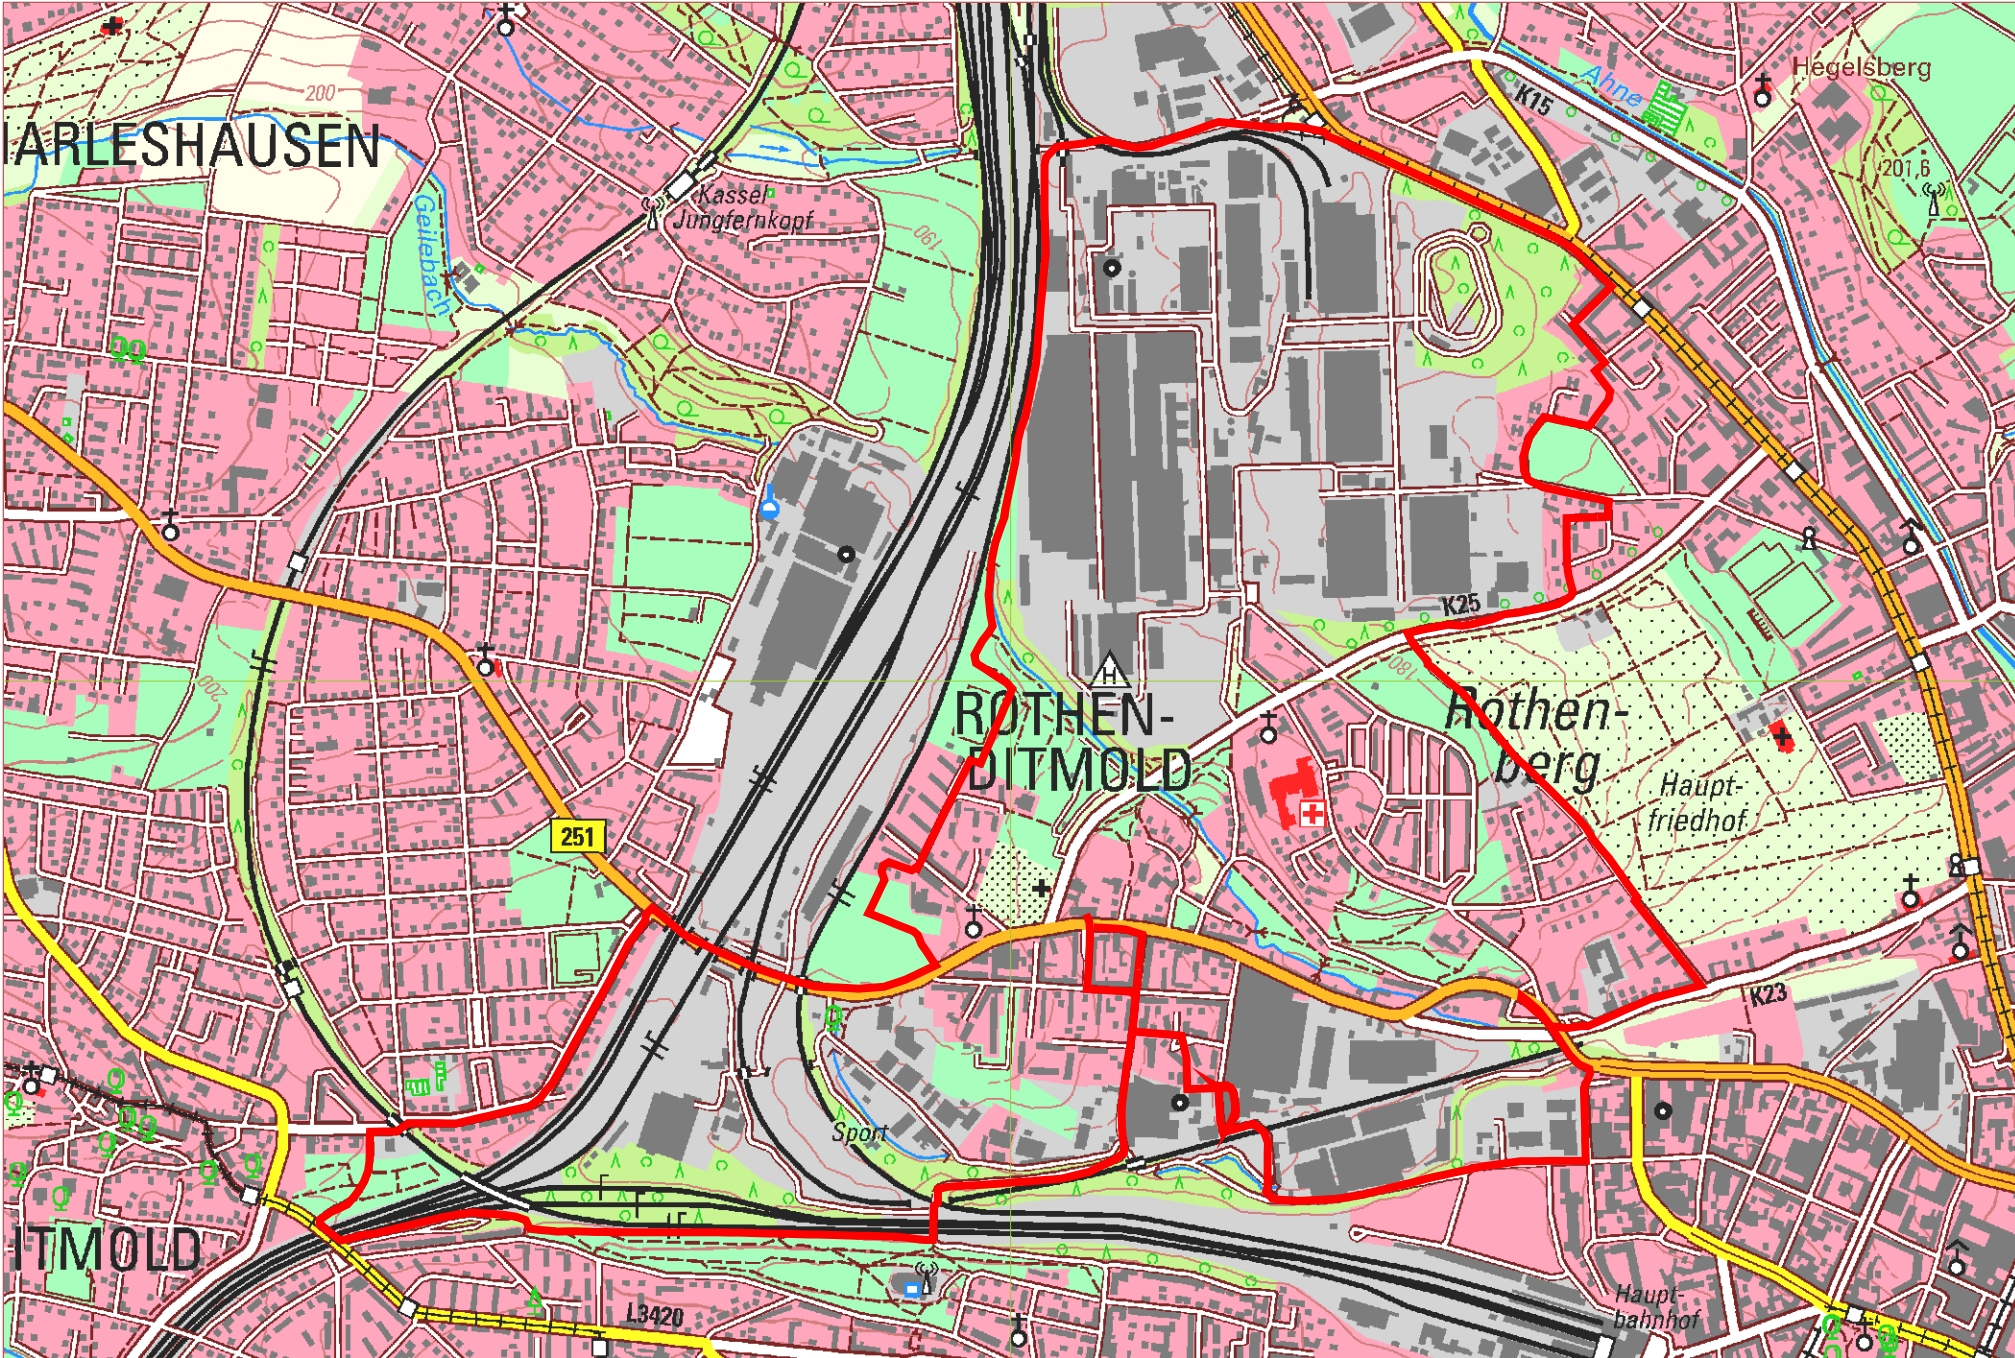 Hegelsberg
Ahne
K15
200
ARLESHAUSEN
201,6
Kassel
Jungfernkopf
Geilebach
190
K25
180
200
ROTHEN-
DITMOLD
Rothen-
berg
Haupt-
friedhof
H
251
K23
Sport
ITMOLD
L3420
Haupt-
bahnhof